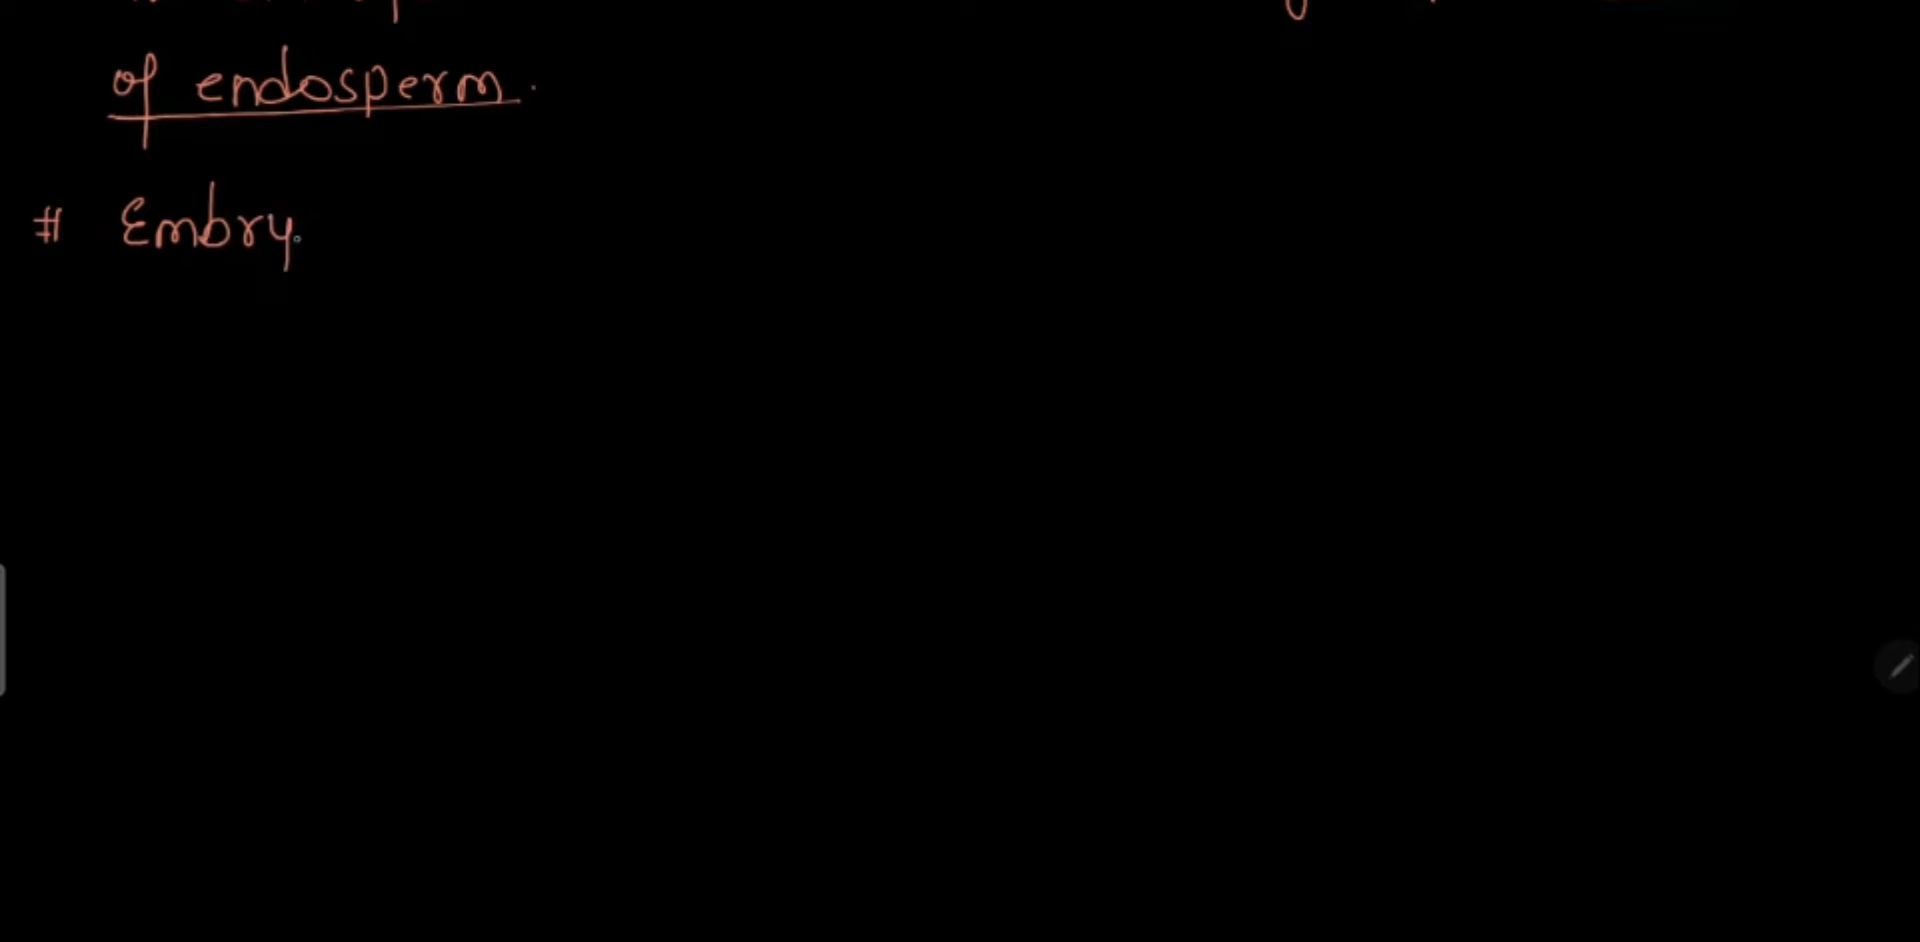 of endosperm.
# Embry